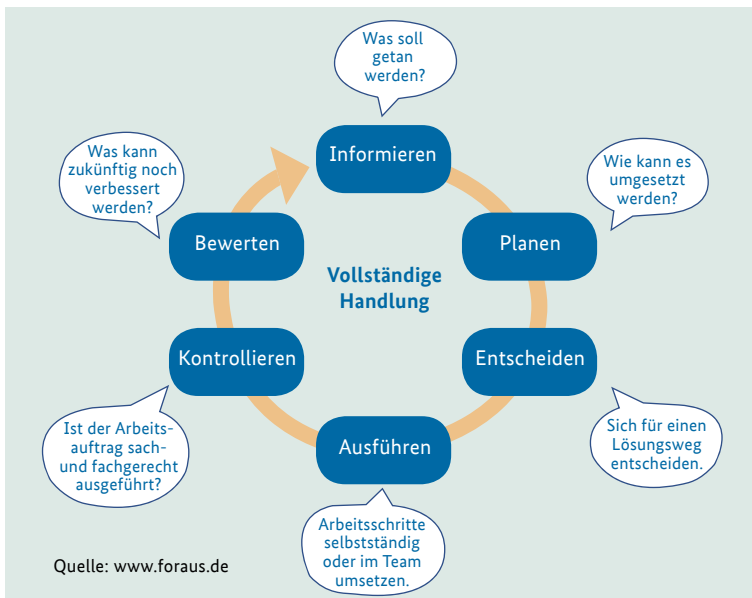 Was soll
getan
werden?
Informieren
Was kann
zukünftig noch
verbessert
werden?
Wie kann es
umgesetzt
werden?
Bewerten
Planen
Vollständige
Handlung
Kontrollieren
Entscheiden
Ist der Arbeits-
auftrag sach-
und fachgerecht
ausgeführt?
Ausführen
Sich für einen
Lösungsweg
entscheiden.
Arbeitsschritte
selbstständig
oder im Team
umsetzen.
Quelle: www.foraus.de